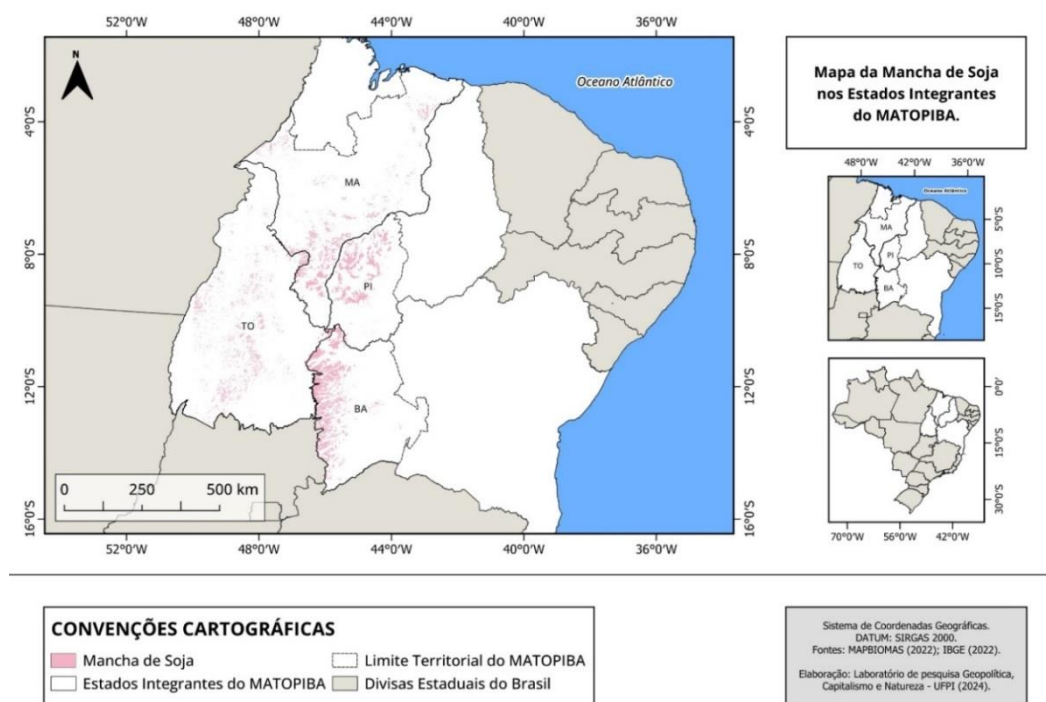 52°0'W 48°0'W 44°0'W 40°0'W 36°0'W
N
Oceano Atlântico
4°0'S 4°0'S
MA
8°0'S 8°0'S
PI
TO
12°0'S 12°0'S
BA
0 250 500 km
16°0'S 16°0'S
52°0'W 48°0'W 44°0'W 40°0'W 36°0'W
Mapa da Mancha de Soja
nos Estados Integrantes
do MATOPIBA.
48°0'W 42°0'W 36°0'W
Oceano Atlântico
MA
5°0'S
PI
TO
10°0'S
BA
15°0'S
0°0'
15°0'S
30°0'S
70°0'W 56°0'W 42°0'W
CONVENÇÕES CARTOGRÁFICAS
Mancha de Soja Limite Territorial do MATOPIBA
Estados Integrantes do MATOPIBA Divisas Estaduais do Brasil
Sistema de Coordenadas Geográficas.
DATUM: SIRGAS 2000.
Fontes: MAPBIOMAS (2022); IBGE (2022).
Elaboração: Laboratório de pesquisa Geopolítica,
Capitalismo e Natureza - UFPI (2024).